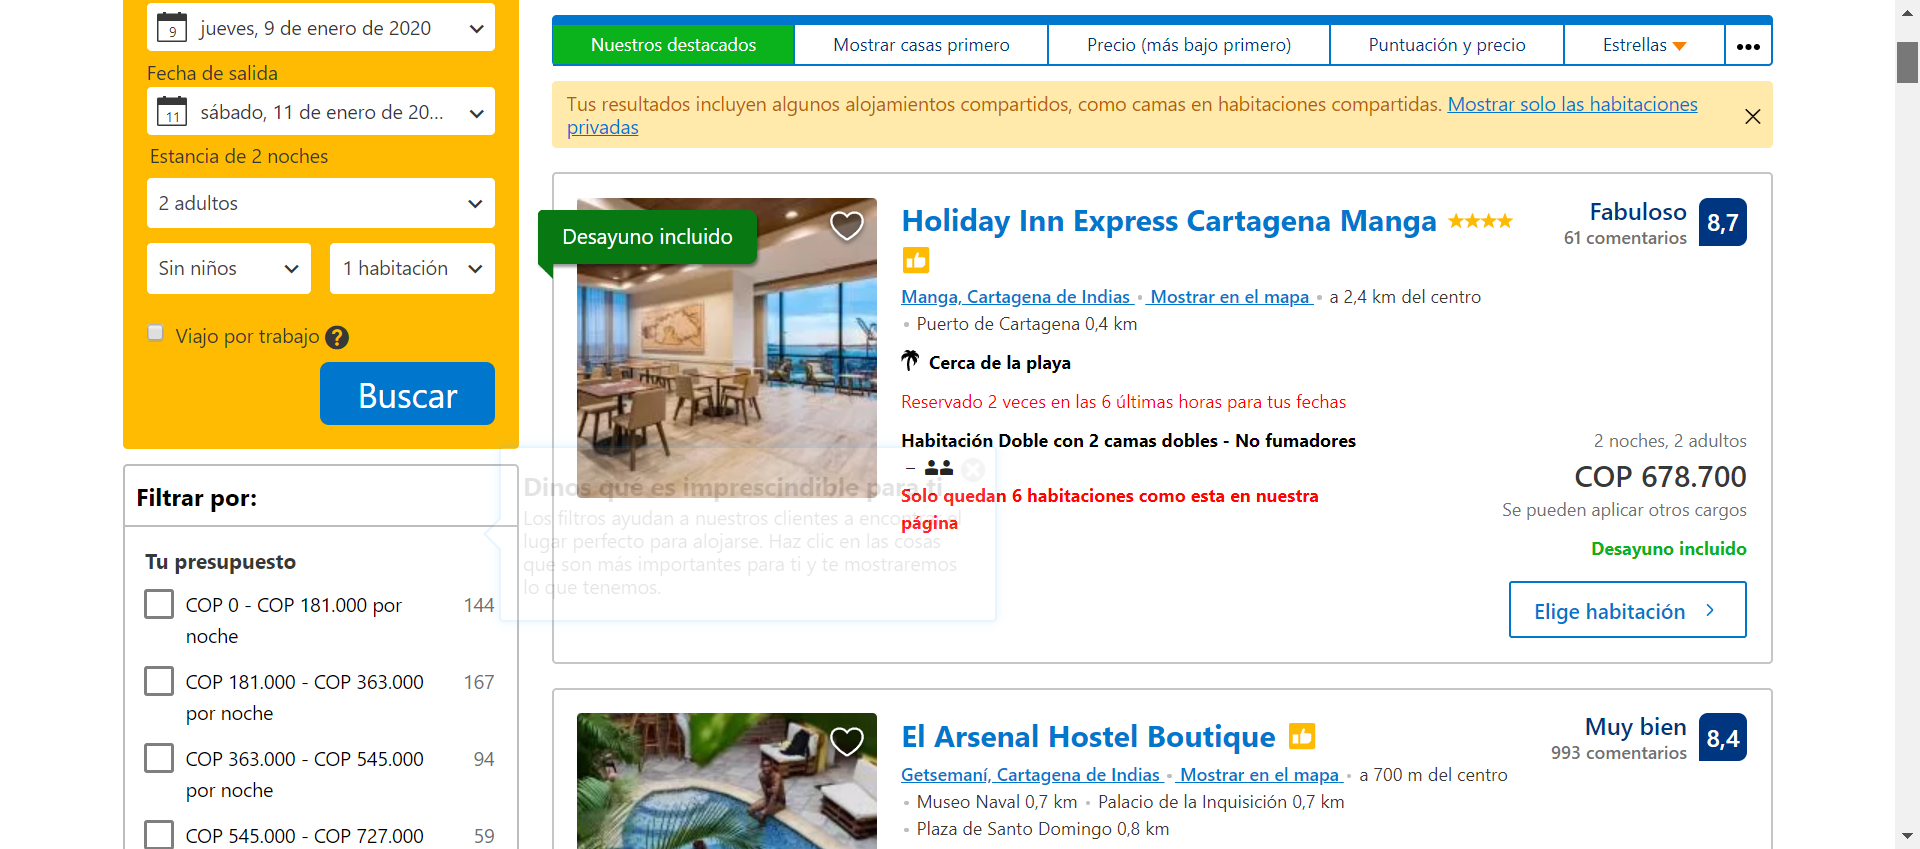 9
jueves, 9 de enero de 2020
Fecha de salida
11
sábado, 11 de enero de 20...
Estancia de 2 noches
2 adultos
Sin niños
1 habitación
Viajo por trabajo ?
Buscar
Filtrar por:
Tu presupuesto
COP 0 - COP 181.000 por
noche
144
COP 181.000 - COP 363.000
por noche
167
COP 363.000 - COP 545.000
por noche
94
COP 545.000 - COP 727.000
59
Nuestros destacados
Mostrar casas primero
Precio (más bajo primero)
Puntuación y precio
Estrellas
Tus resultados incluyen algunos alojamientos compartidos, como camas en habitaciones compartidas. Mostrar solo las habitaciones
privadas
Desayuno incluido
Holiday Inn Express Cartagena Manga
Fabuloso
61 comentarios
8,7
Manga, Cartagena de Indias • Mostrar en el mapa • a 2,4 km del centro
• Puerto de Cartagena 0,4 km
Cerca de la playa
Reservado 2 veces en las 6 últimas horas para tus fechas
Habitación Doble con 2 camas dobles - No fumadores
–
Solo quedan 6 habitaciones como esta en nuestra
página
2 noches, 2 adultos
COP 678.700
Se pueden aplicar otros cargos
Desayuno incluido
Elige habitación
Dinos qué es imprescindible para ti
Los filtros ayudan a nuestros clientes a encontrar el
lugar perfecto para alojarse. Haz clic en las cosas
que son más importantes para ti y te mostraremos
lo que tenemos.
El Arsenal Hostel Boutique
Muy bien
993 comentarios
8,4
Getsemaní, Cartagena de Indias • Mostrar en el mapa • a 700 m del centro
• Museo Naval 0,7 km • Palacio de la Inquisición 0,7 km
• Plaza de Santo Domingo 0,8 km